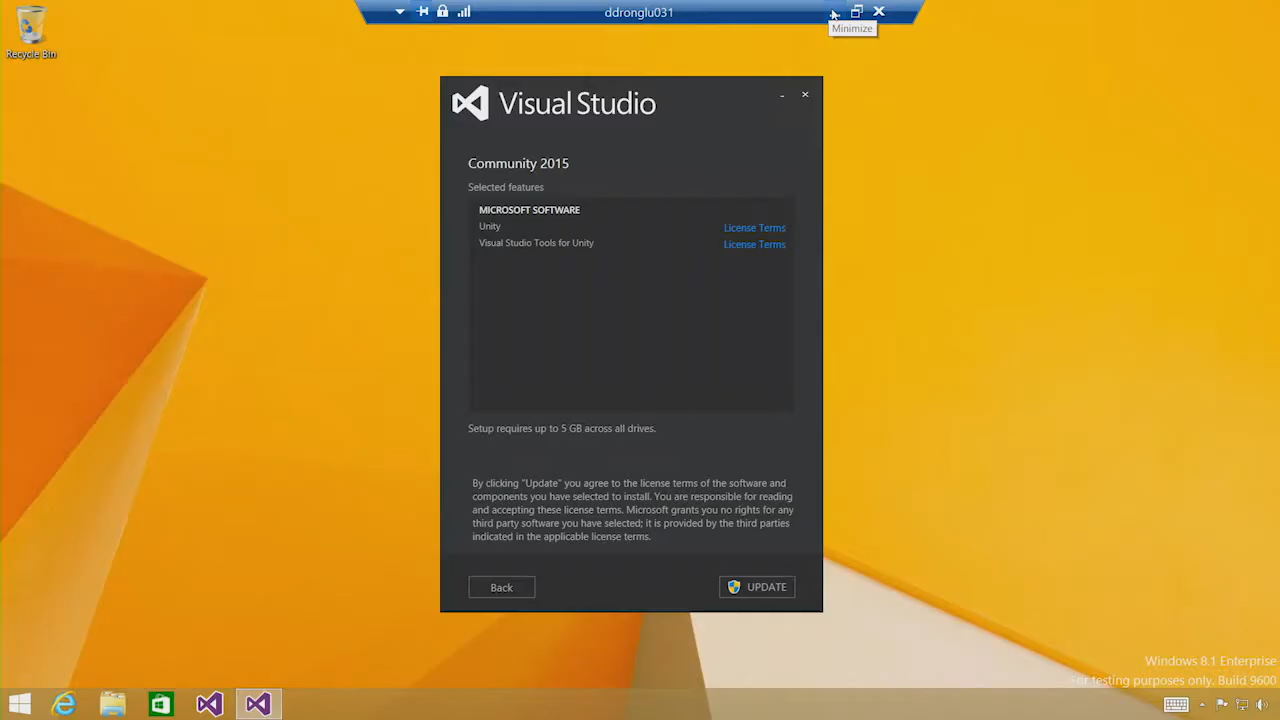 ddronglu031
Minimize
Recycle Bin
Visual Studio
Community 2015
Selected features
MICROSOFT SOFTWARE
Unity License Terms
Visual Studio Tools for Unity License Terms
Setup requires up to 5 GB across all drives.
By clicking "Update" you agree to the license terms of the software and
components you have selected to install. You are responsible for reading
and accepting these license terms. Microsoft grants you no rights for any
third party software you have selected; it is provided by the third parties
indicated in the applicable license terms.
Back UPDATE
Windows 8.1 Enterprise
For testing purposes only. Build 9600